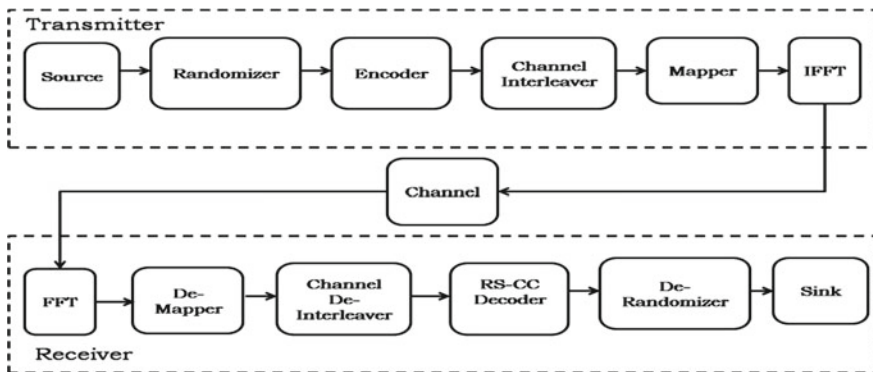 Transmitter
Source
Randomizer
Encoder
Channel
Interleaver
Mapper
IFFT
Channel
FFT
De-
Mapper
Channel
De-
Interleaver
RS-CC
Decoder
De-
Randomizer
Sink
Receiver